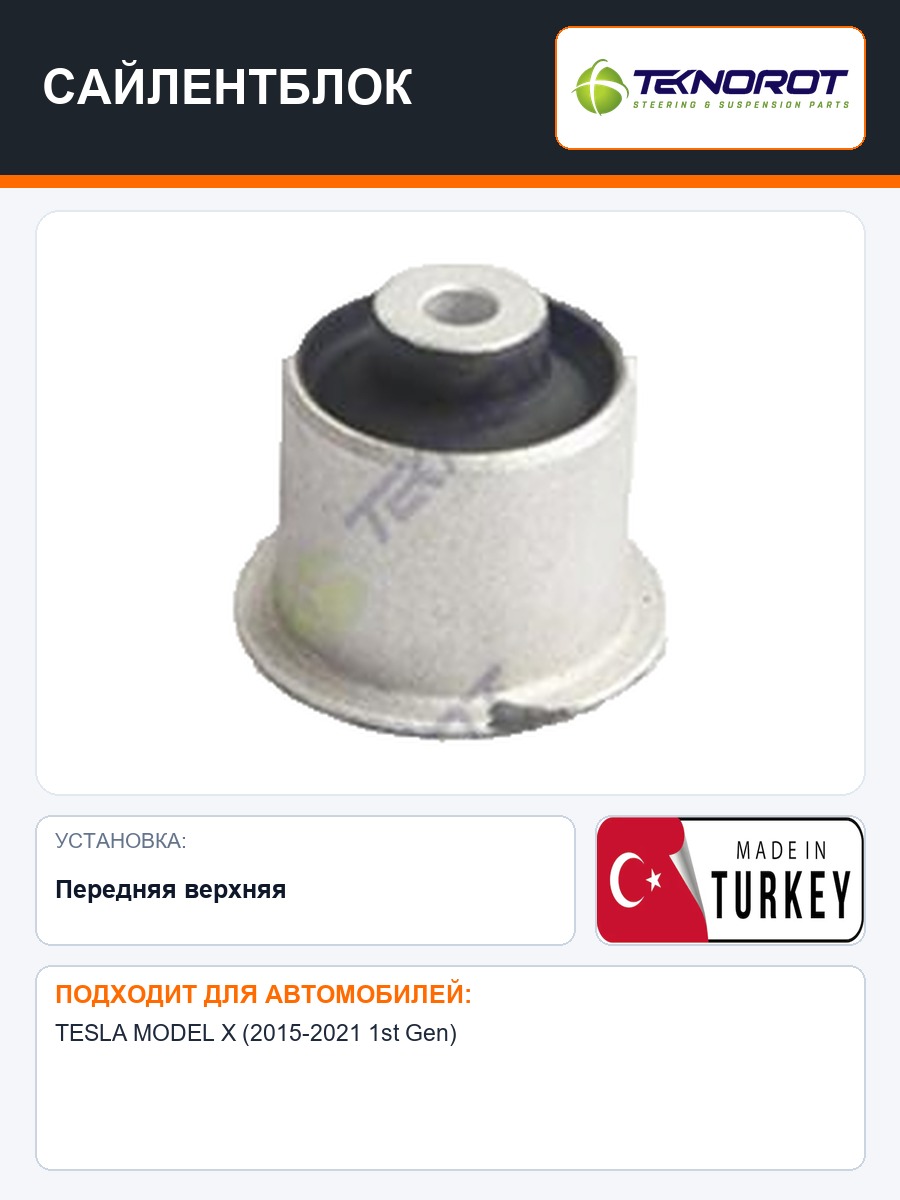 САЙЛЕНТБЛОК
TEKNOROT
STEERING & SUSPENSION PARTS
УСТАНОВКА:
Передняя верхняя
MADE IN
TURKEY
ПОДХОДИТ ДЛЯ АВТОМОБИЛЕЙ:
TESLA MODEL X (2015-2021 1st Gen)